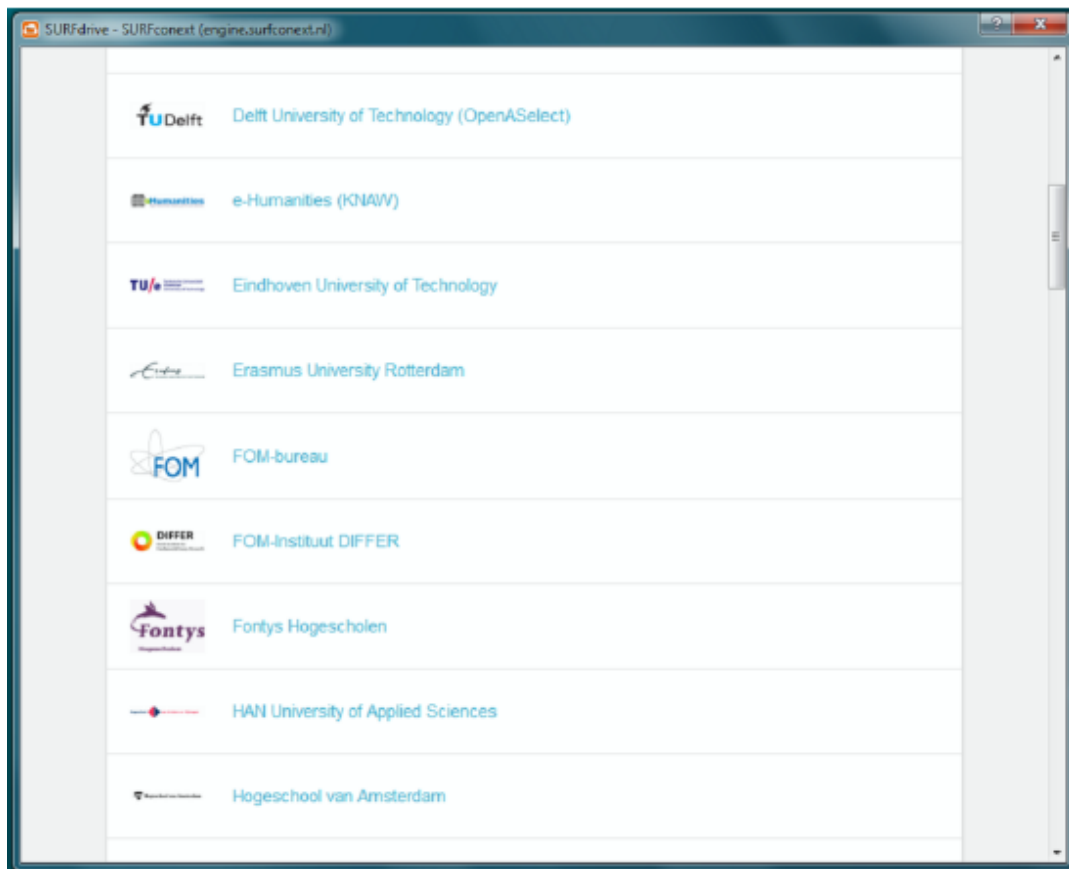 SURFdrive - SURFconext (engine.surfconext.nl)
TU Delft
Delft University of Technology (OpenASelect)
Humanities
e-Humanities (KNAW)
TU/e
Eindhoven University of Technology
Erasmus University Rotterdam
FOM
FOM-bureau
DIFFER
FOM-Instituut DIFFER
Fontys
Fontys Hogescholen
HAN University of Applied Sciences
Hogeschool van Amsterdam